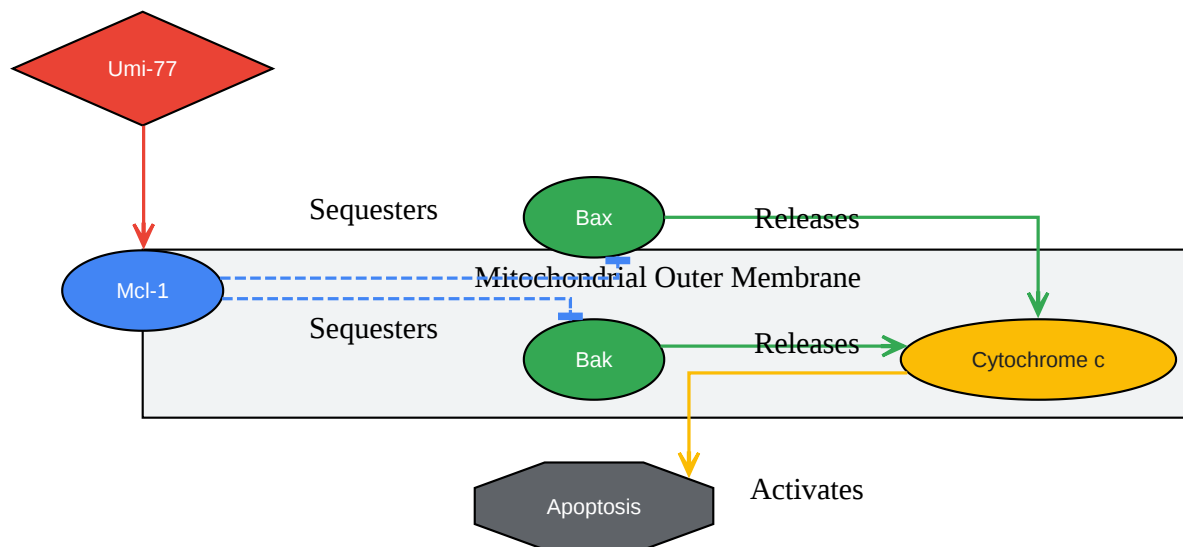 Umi-77
Sequesters
Bax
Releases
Mitochondrial Outer Membrane
Mcl-1
Sequesters
Bak
Releases
Cytochrome c
Activates
Apoptosis